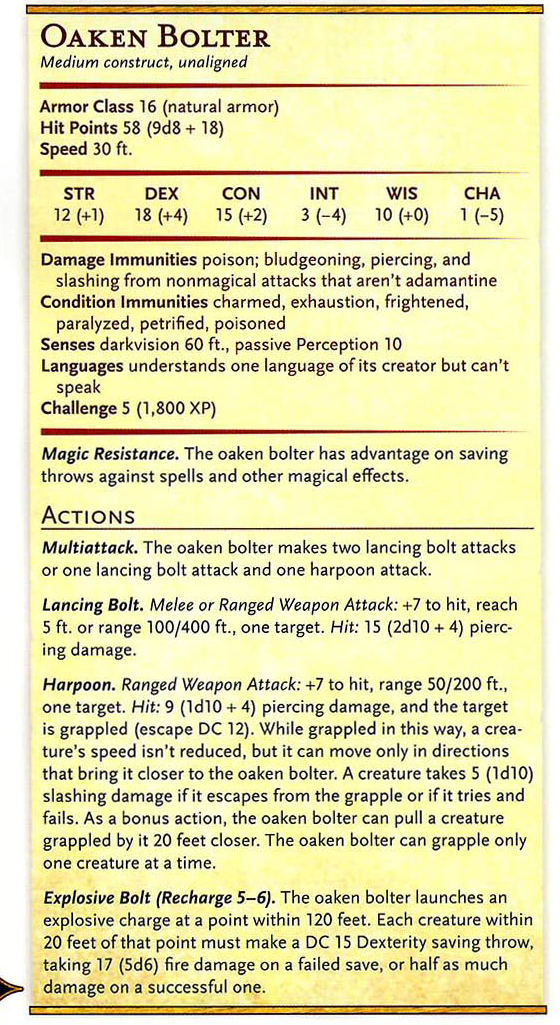 OAKEN BOLTER
Medium construct, unaligned
Armor Class 16 (natural armor)
Hit Points 58 (9d8 + 18)
Speed 30 ft.
STR DEX CON INT WIS CHA
12 (+1) 18 (+4) 15 (+2) 3 (−4) 10 (+0) 1 (−5)
Damage Immunities poison; bludgeoning, piercing, and
slashing from nonmagical attacks that aren't adamantine
Condition Immunities charmed, exhaustion, frightened,
paralyzed, petrified, poisoned
Senses darkvision 60 ft., passive Perception 10
Languages understands one language of its creator but can't
speak
Challenge 5 (1,800 XP)
Magic Resistance. The oaken bolter has advantage on saving
throws against spells and other magical effects.
ACTIONS
Multiattack. The oaken bolter makes two lancing bolt attacks
or one lancing bolt attack and one harpoon attack.
Lancing Bolt. Melee or Ranged Weapon Attack: +7 to hit, reach
5 ft. or range 100/400 ft., one target. Hit: 15 (2d10 + 4) pierc-
ing damage.
Harpoon. Ranged Weapon Attack: +7 to hit, range 50/200 ft.,
one target. Hit: 9 (1d10 + 4) piercing damage, and the target
is grappled (escape DC 12). While grappled in this way, a crea-
ture's speed isn't reduced, but it can move only in directions
that bring it closer to the oaken bolter. A creature takes 5 (1d10)
slashing damage if it escapes from the grapple or if it tries and
fails. As a bonus action, the oaken bolter can pull a creature
grappled by it 20 feet closer. The oaken bolter can grapple only
one creature at a time.
Explosive Bolt (Recharge 5–6). The oaken bolter launches an
explosive charge at a point within 120 feet. Each creature within
20 feet of that point must make a DC 15 Dexterity saving throw,
taking 17 (5d6) fire damage on a failed save, or half as much
damage on a successful one.